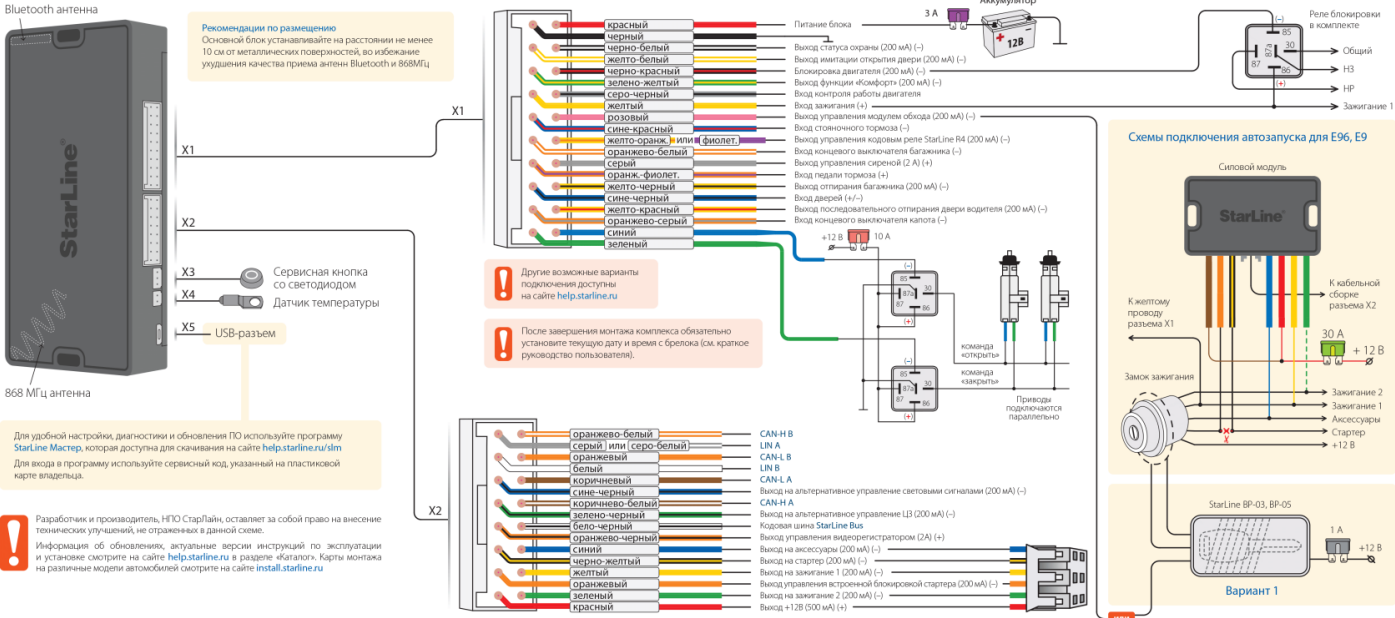 Bluetooth антенна
Рекомендации по размещению
Основной блок устанавливайте на расстоянии не менее
10 см от металлических поверхностей, во избежание
ухудшения качества приема антенн Bluetooth и 868МГц
StarLine®
X1
X2
X3
Сервисная кнопка
со светодиодом
X4
Датчик температуры
X5
USB-разъем
868 МГц антенна
Для удобной настройки, диагностики и обновления ПО используйте программу
StarLine Мастер, которая доступна для скачивания на сайте help.starline.ru/slm
Для входа в программу используйте сервисный код, указанный на пластиковой
карте владельца.
Разработчик и производитель, НПО СтарЛайн, оставляет за собой право на внесение
технических улучшений, не отраженных в данной схеме.
Информация об обновлениях, актуальные версии инструкций по эксплуатации
и установке смотрите на сайте help.starline.ru в разделе «Каталог». Карты монтажа
на различные модели автомобилей смотрите на сайте install.starline.ru
X1
красный Питание блока
черный
черно-белый Выход статуса охраны (200 мА) (–)
желто-белый Выход имитации открытия двери (200 мА) (–)
черно-красный Блокировка двигателя (200 мА) (–)
зелено-желтый Выход функции «Комфорт» (200 мА) (–)
серо-черный Вход контроля работы двигателя
желтый Вход зажигания (+)
розовый Выход управления модулем обхода (200 мА) (–)
сине-красный Вход стояночного тормоза (–)
желто-оранж. или фиолет. Выход управления кодовым реле StarLine R4 (200 мА) (–)
оранжево-белый Вход концевого выключателя багажника (–)
серый Выход управления сиреной (2 А) (+)
оранж.-фиолет. Вход педали тормоза (+)
желто-черный Выход отпирания багажника (200 мА) (–)
сине-черный Вход дверей (+/–)
желто-красный Выход последовательного отпирания двери водителя (200 мА) (–)
оранжево-серый Вход концевого выключателя капота (–)
синий
зеленый
3 А
Аккумулятор
12В
Реле блокировки
в комплекте
(–)
85
30
87a
87
86
(+)
Общий
НЗ
НР
Зажигание 1
Другие возможные варианты
подключения доступны
на сайте help.starline.ru
После завершения монтажа комплекса обязательно
установите текущую дату и время с брелока (см. краткое
руководство пользователя).
+12 В
10 А
(–)
85
30
87a
87
86
(+)
команда
«открыть»
(–)
85
30
87a
87
86
(+)
команда
«закрыть»
Приводы
подключаются
параллельно
X2
оранжево-белый CAN-H B
серый или серо-белый LIN A
оранжевый CAN-L B
белый LIN B
коричневый CAN-L A
сине-черный Выход на альтернативное управление световыми сигналами (200 мА) (–)
коричнево-белый CAN-H A
зелено-черный Выход на альтернативное управление ЦЗ (200 мА) (–)
бело-черный Кодовая шина StarLine Bus
оранжево-черный Выход управления видеорегистратором (2А) (+)
синий Выход на аксессуары (200 мА) (–)
черно-желтый Выход на стартер (200 мА) (–)
желтый Выход на зажигание 1 (200 мА) (–)
оранжевый Выход управления встроенной блокировкой стартера (200 мА) (–)
зеленый Выход на зажигание 2 (200 мА) (–)
красный Выход +12В (500 мА) (+)
Схемы подключения автозапуска для E96, E9
Силовой модуль
StarLine®
К желтому
проводу
разъема X1
К кабельной
сборке
разъема X2
30 А
+ 12 В
Замок зажигания
Зажигание 2
Зажигание 1
Аксессуары
Стартер
+12 В
StarLine BP-03, BP-05
1 А
+12 В
Вариант 1